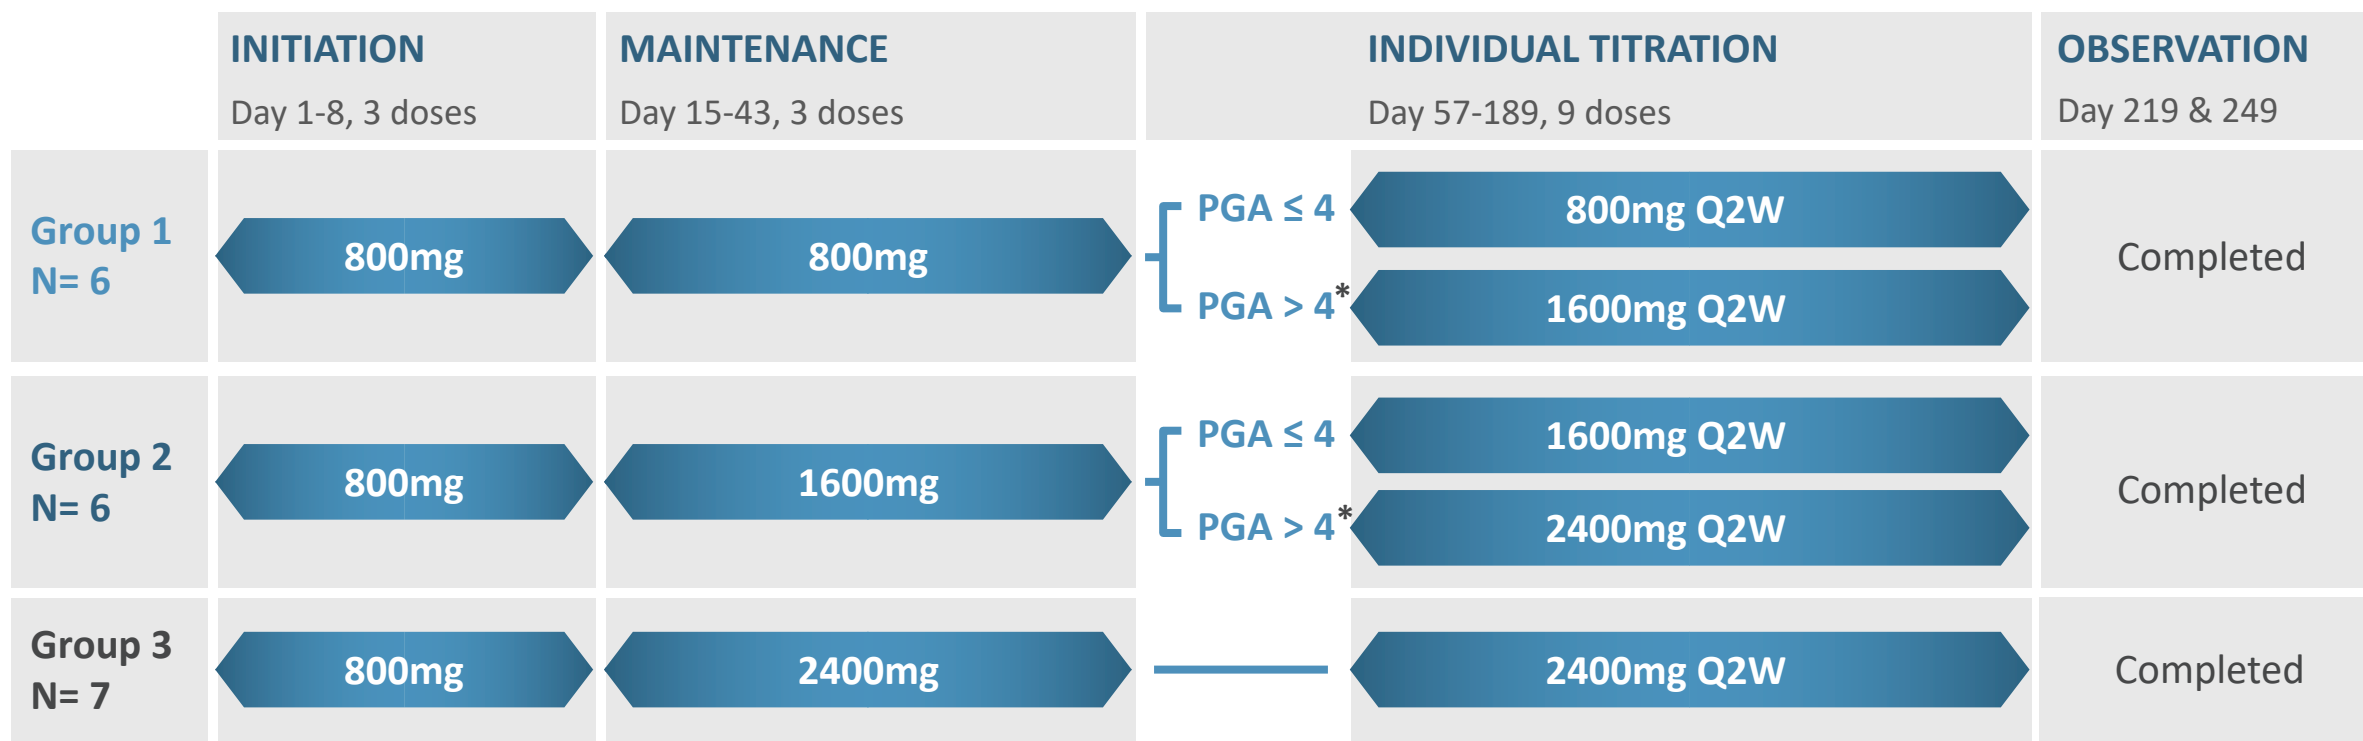 INITIATION
Day 1-8, 3 doses
MAINTENANCE
Day 15-43, 3 doses
INDIVIDUAL TITRATION
Day 57-189, 9 doses
OBSERVATION
Day 219 & 249
Group 1
N= 6
800mg
800mg
PGA ≤ 4
800mg Q2W
PGA > 4*
1600mg Q2W
Completed
Group 2
N= 6
800mg
1600mg
PGA ≤ 4
1600mg Q2W
PGA > 4*
2400mg Q2W
Completed
Group 3
N= 7
800mg
2400mg
2400mg Q2W
Completed